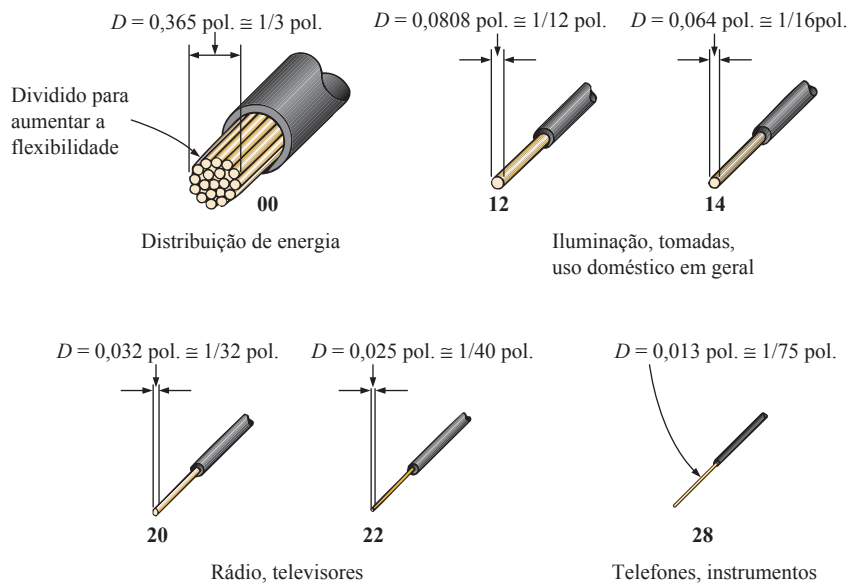 D = 0,365 pol. ≅ 1/3 pol.
D = 0,0808 pol. ≅ 1/12 pol.
D = 0,064 pol. ≅ 1/16pol.
Dividido para
aumentar a
flexibilidade
00
12
14
Distribuição de energia
Iluminação, tomadas,
uso doméstico em geral
D = 0,032 pol. ≅ 1/32 pol.
D = 0,025 pol. ≅ 1/40 pol.
D = 0,013 pol. ≅ 1/75 pol.
20
22
28
Rádio, televisores
Telefones, instrumentos